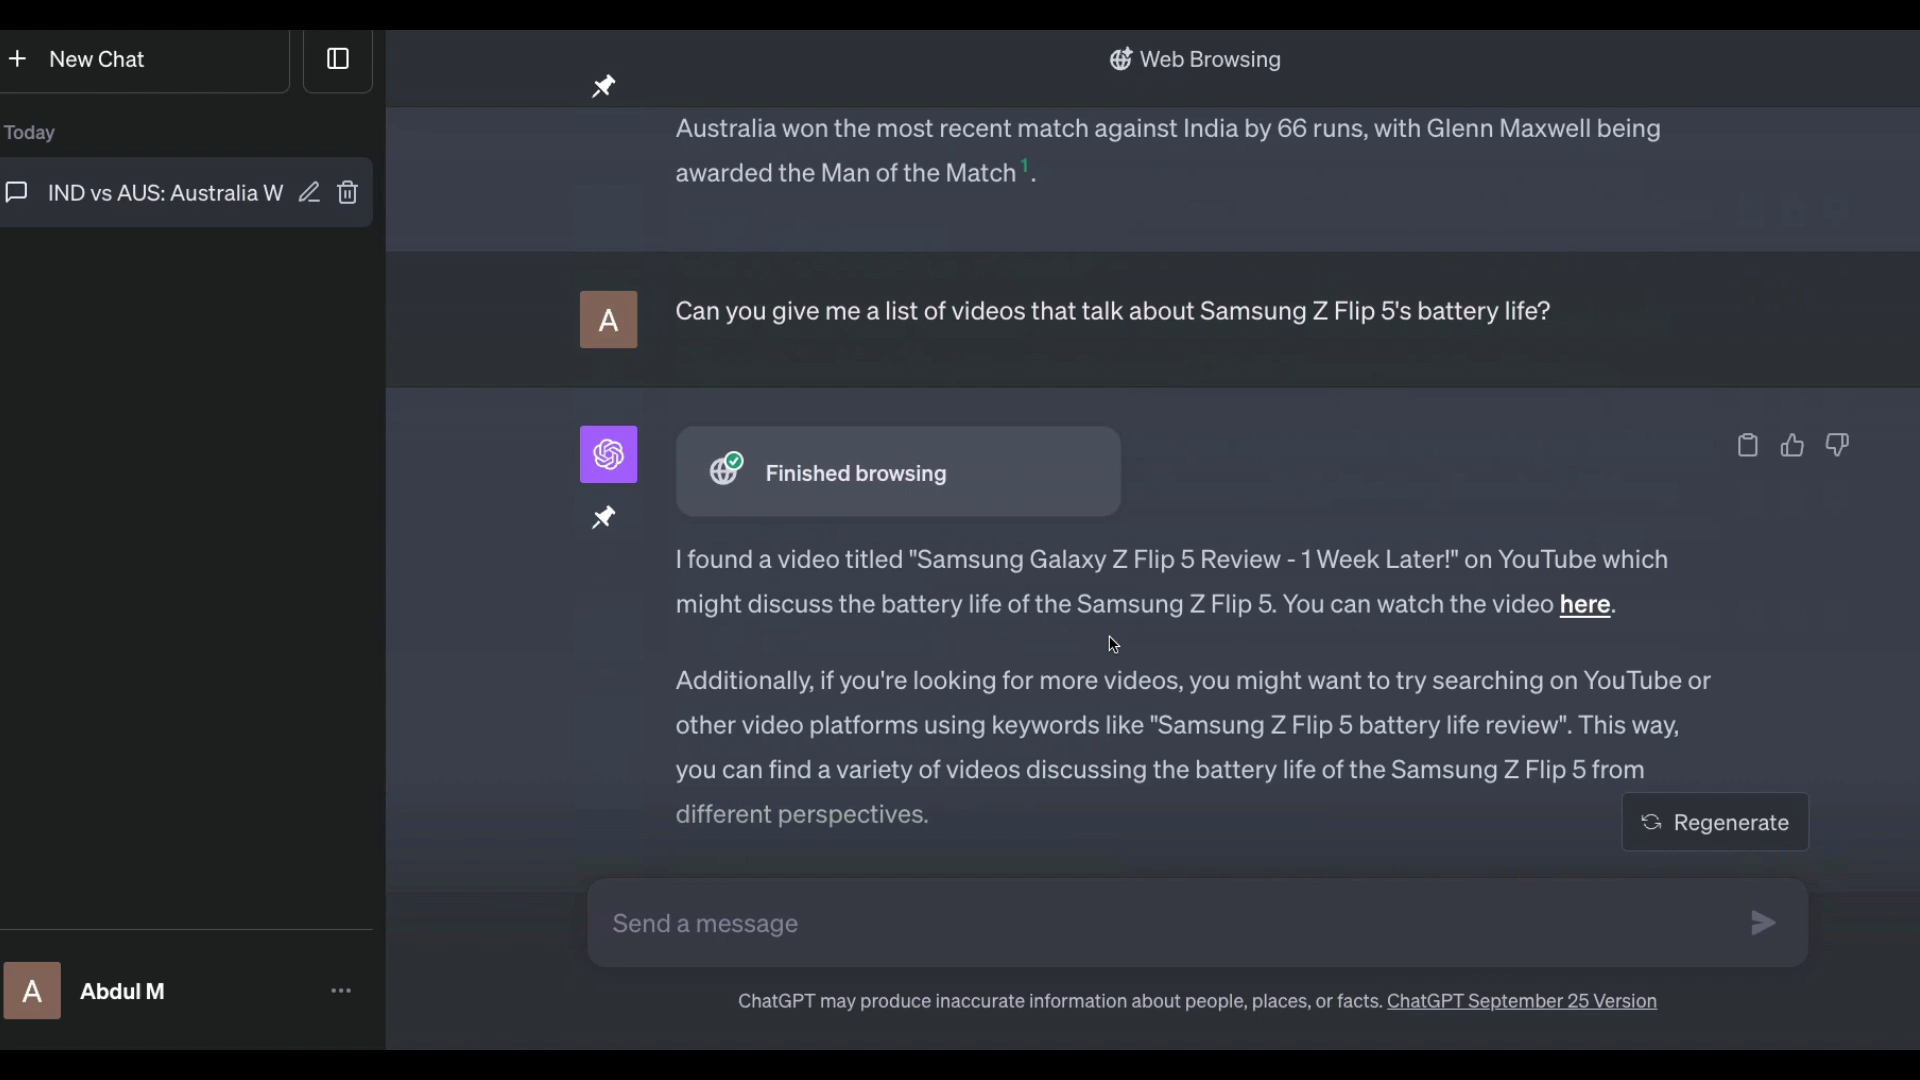 New Chat
Web Browsing
Today
IND vs AUS: Australia W
Australia won the most recent match against India by 66 runs, with Glenn Maxwell being
awarded the Man of the Match 1.
A
Can you give me a list of videos that talk about Samsung Z Flip 5's battery life?
Finished browsing
I found a video titled "Samsung Galaxy Z Flip 5 Review - 1 Week Later!" on YouTube which
might discuss the battery life of the Samsung Z Flip 5. You can watch the video here.
Additionally, if you're looking for more videos, you might want to try searching on YouTube or
other video platforms using keywords like "Samsung Z Flip 5 battery life review". This way,
you can find a variety of videos discussing the battery life of the Samsung Z Flip 5 from
different perspectives.
Regenerate
Send a message
A Abdul M
ChatGPT may produce inaccurate information about people, places, or facts. ChatGPT September 25 Version